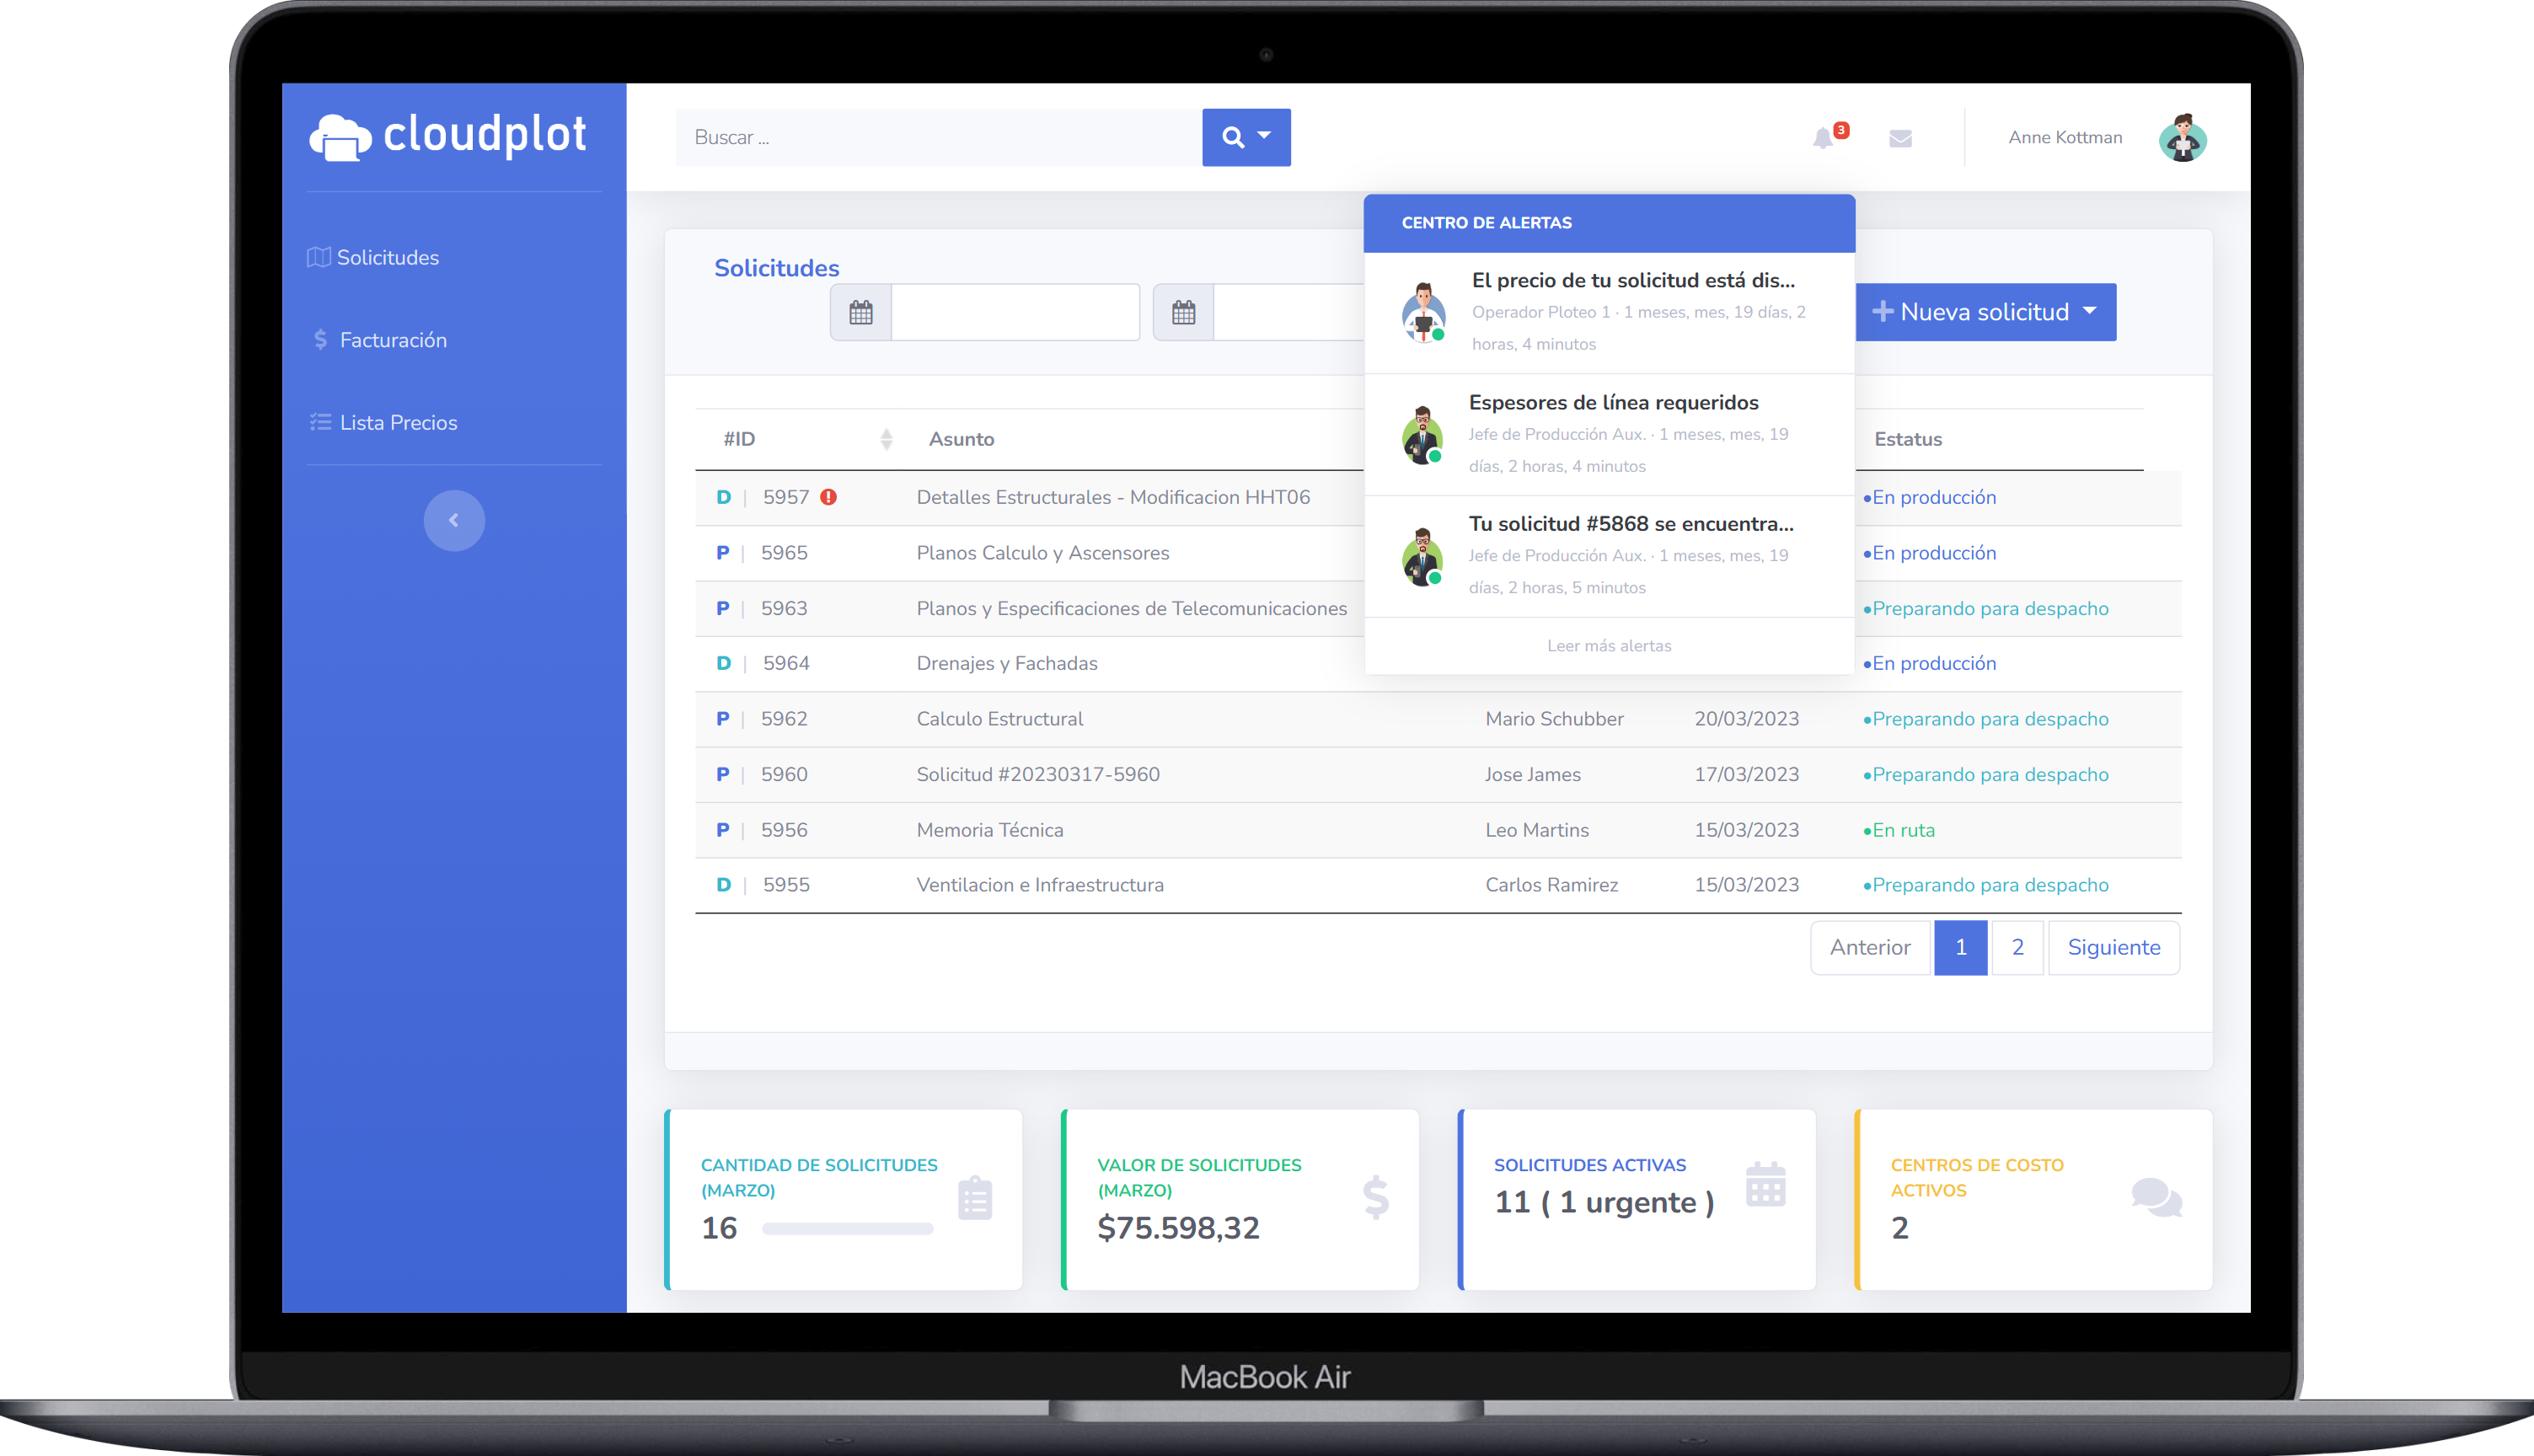 cloudplot
Buscar ...
3
Anne Kottman
Solicitudes
Facturación
Lista Precios
CENTRO DE ALERTAS
El precio de tu solicitud está dis...
Operador Ploteo 1 · 1 meses, mes, 19 días, 2
horas, 4 minutos
Espesores de línea requeridos
Jefe de Producción Aux. · 1 meses, mes, 19
días, 2 horas, 4 minutos
Tu solicitud #5868 se encuentra...
Jefe de Producción Aux. · 1 meses, mes, 19
días, 2 horas, 5 minutos
Leer más alertas
Solicitudes
Nueva solicitud
#ID Asunto Estatus
D | 5957 Detalles Estructurales - Modificacion HHT06 •En producción
P | 5965 Planos Calculo y Ascensores •En producción
P | 5963 Planos y Especificaciones de Telecomunicaciones •Preparando para despacho
D | 5964 Drenajes y Fachadas •En producción
P | 5962 Calculo Estructural Mario Schubber 20/03/2023 •Preparando para despacho
P | 5960 Solicitud #20230317-5960 Jose James 17/03/2023 •Preparando para despacho
P | 5956 Memoria Técnica Leo Martins 15/03/2023 •En ruta
D | 5955 Ventilacion e Infraestructura Carlos Ramirez 15/03/2023 •Preparando para despacho
Anterior 1 2 Siguiente
CANTIDAD DE SOLICITUDES
(MARZO)
16
VALOR DE SOLICITUDES
(MARZO)
$75.598,32
SOLICITUDES ACTIVAS
11 ( 1 urgente )
CENTROS DE COSTO
ACTIVOS
2
MacBook Air